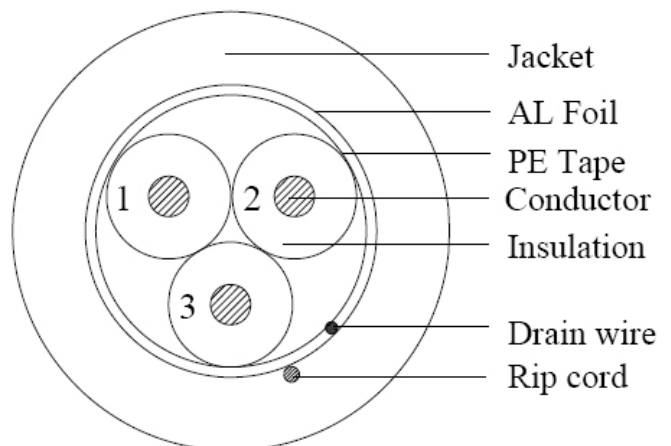 Jacket
AL Foil
PE Tape
1
2
Conductor
Insulation
3
Drain wire
Rip cord